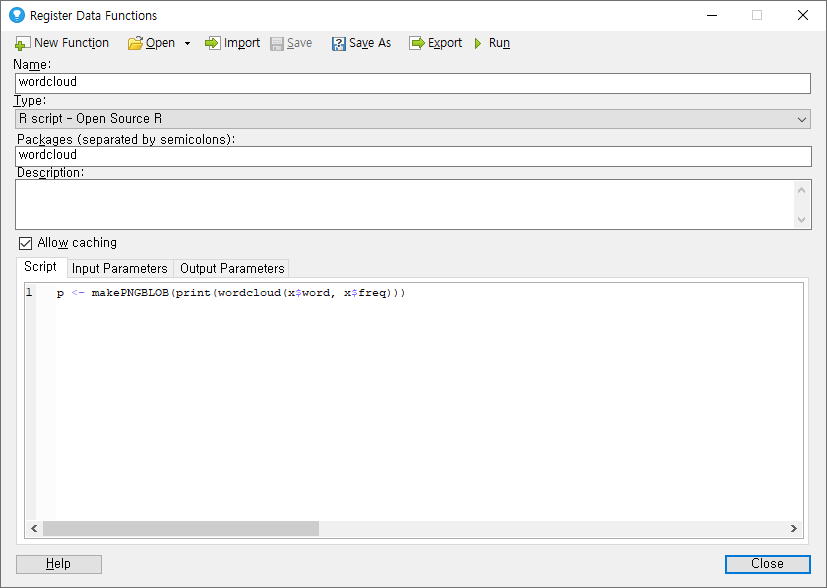 Register Data Functions
New Function Open Import Save Save As Export Run
Name:
wordcloud
Type:
R script - Open Source R
Packages (separated by semicolons):
wordcloud
Description:
Allow caching
Script Input Parameters Output Parameters
1 p <- makePNGBLOB(print(wordcloud(x$word, x$freq)))
Help Close